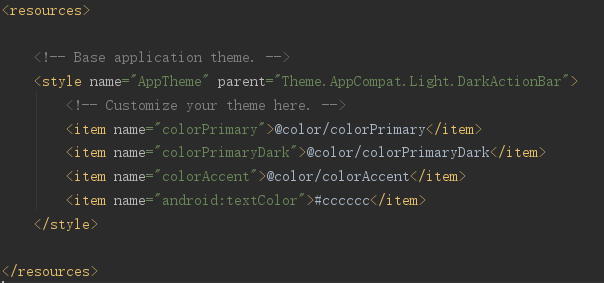 <resources>
<!-- Base application theme. -->
<style name="AppTheme" parent="Theme.AppCompat.Light.DarkActionBar">
<!-- Customize your theme here. -->
<item name="colorPrimary">@color/colorPrimary</item>
<item name="colorPrimaryDark">@color/colorPrimaryDark</item>
<item name="colorAccent">@color/colorAccent</item>
<item name="android:textColor">#cccccc</item>
</style>
</resources>